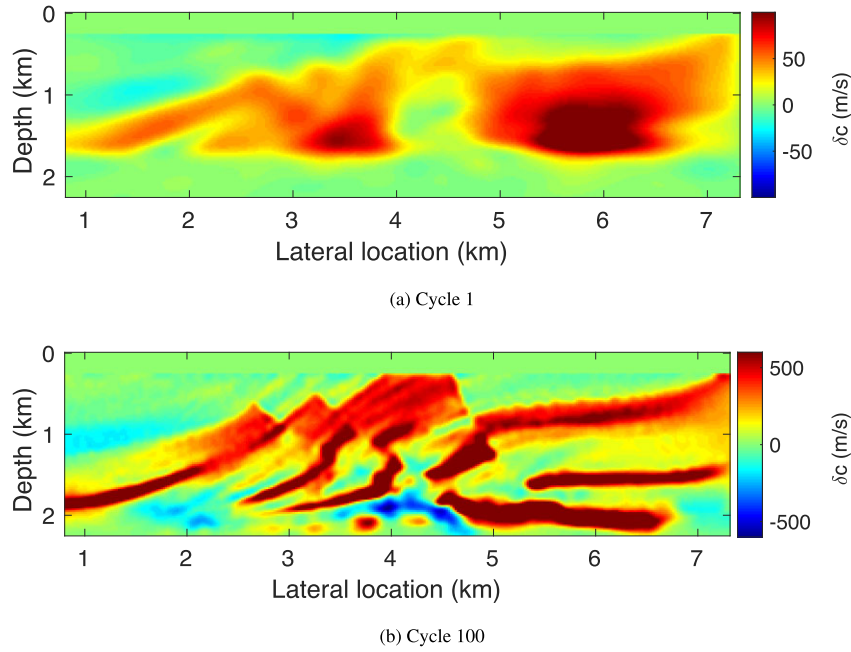 0
1
2
Depth (km)
1 2 3 4 5 6 7
Lateral location (km)
50
0
-50
δc (m/s)
(a) Cycle 1
0
1
2
Depth (km)
1 2 3 4 5 6 7
Lateral location (km)
500
0
-500
δc (m/s)
(b) Cycle 100